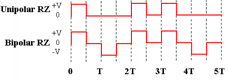 Unipolar RZ +V
0
Bipolar RZ +V
0
-V
0 T 2T 3T 4T 5T